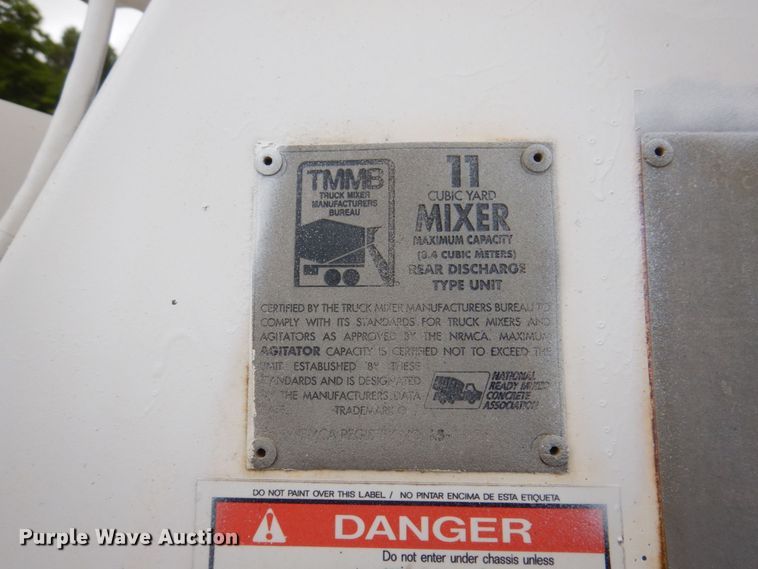 TMMB
TRUCK MIXER
MANUFACTURERS
BUREAU
11
CUBIC YARD
MIXER
MAXIMUM CAPACITY
(8.4 CUBIC METERS)
REAR DISCHARGE
TYPE UNIT
CERTIFIED BY THE TRUCK MIXER MANUFACTURERS BUREAU TO
COMPLY WITH ITS STANDARDS FOR TRUCK MIXERS AND
AGITATORS AS APPROVED BY THE NRMCA. MAXIMUM
AGITATOR CAPACITY IS CERTIFIED NOT TO EXCEED THE
LIMIT ESTABLISHED BY THESE
STANDARDS AND IS DESIGNATED
THE MANUFACTURERS DATA
TRADEMARK
NATIONAL
READY MIXED
CONCRETE
ASSOCIATION
DO NOT PAINT OVER THIS LABEL / NO PINTAR ENCIMA DE ESTA ETIQUETA
DANGER
Do not enter under chassis unless
Purple Wave Auction®